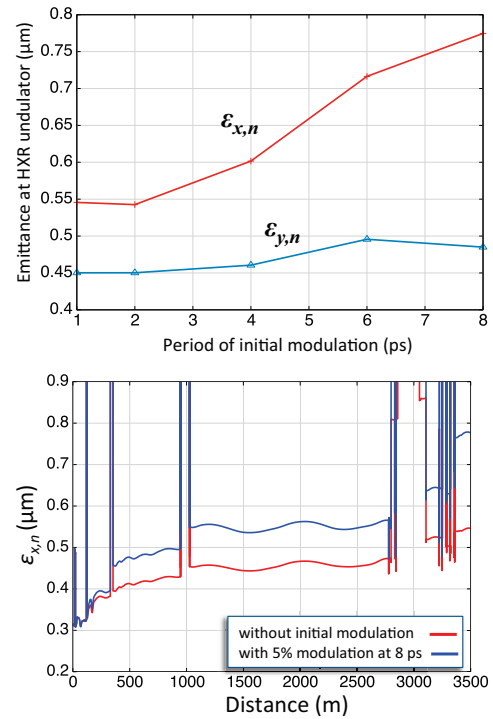 Emittance at HXR undulator (μm)
0.8
0.75
0.7
0.65
0.6
0.55
0.5
0.45
0.4
εx,n
εy,n
1 2 3 4 5 6 7 8
Period of initial modulation (ps)
εx,n (μm)
0.9
0.8
0.7
0.6
0.5
0.4
0.3
0.2
without initial modulation
with 5% modulation at 8 ps
0 500 1000 1500 2000 2500 3000 3500
Distance (m)